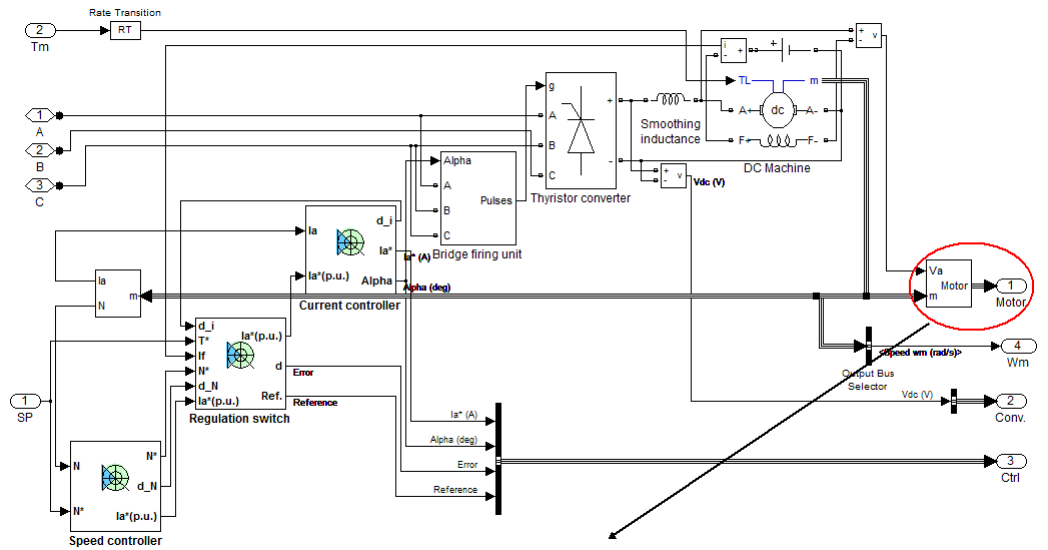 Rate Transition
2
RT
Tm
i
+
-
+
+
-
v
TL
m
A+
dc
A-
F+
F-
DC Machine
Smoothing
inductance
g
A
B
C
+
-
Thyristor converter
1
A
2
B
3
C
Alpha
A
B
C
Pulses
Bridge firing unit
+
-
v
Vdc (V)
Ia
Ia*(p.u.)
d_i
Ia*
Alpha
Current controller
Ia* (A)
Alpha (deg)
Ia
N
m
Va
m
Motor
1
Motor
d_i
T*
If
N*
d_N
Ia*(p.u.)
Ia*(p.u.)
d
Ref.
Regulation switch
Error
Reference
<Speed wm (rad/s)>
Output Bus
Selector
4
Wm
1
SP
Vdc (V)
2
Conv.
Ia* (A)
Alpha (deg)
Error
Reference
3
Ctrl
N
N*
N*
d_N
Ia*(p.u.)
Speed controller